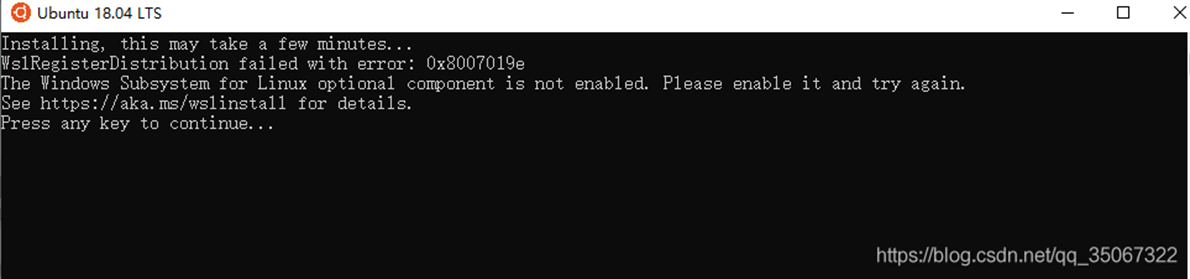 Ubuntu 18.04 LTS
Installing, this may take a few minutes...
WslRegisterDistribution failed with error: 0x8007019e
The Windows Subsystem for Linux optional component is not enabled. Please enable it and try again.
See https://aka.ms/wslinstall for details.
Press any key to continue...
https://blog.csdn.net/qq_35067322